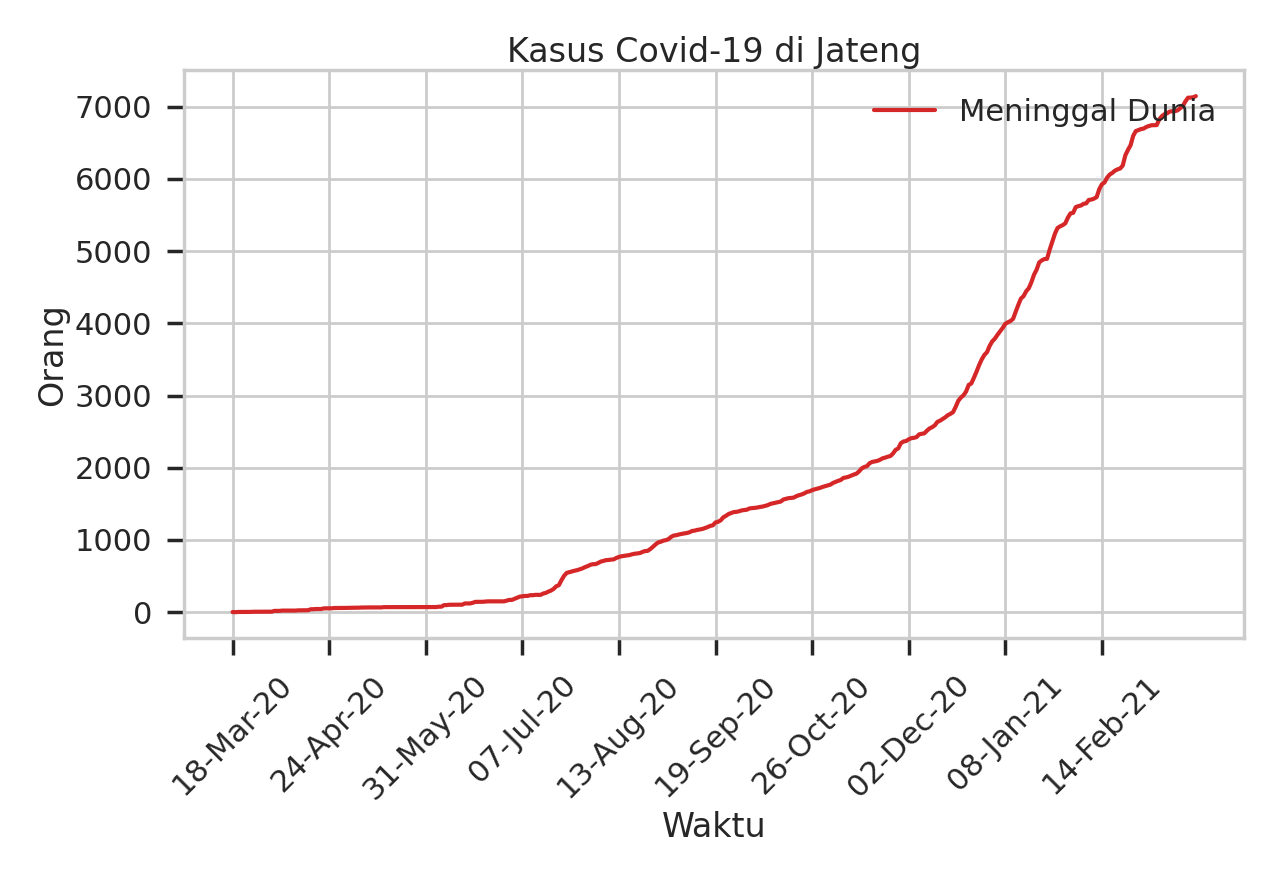 Kasus Covid-19 di Jateng
Meninggal Dunia
7000
6000
5000
4000
3000
2000
1000
0
Orang
18-Mar-20
24-Apr-20
31-May-20
07-Jul-20
13-Aug-20
19-Sep-20
26-Oct-20
02-Dec-20
08-Jan-21
14-Feb-21
Waktu